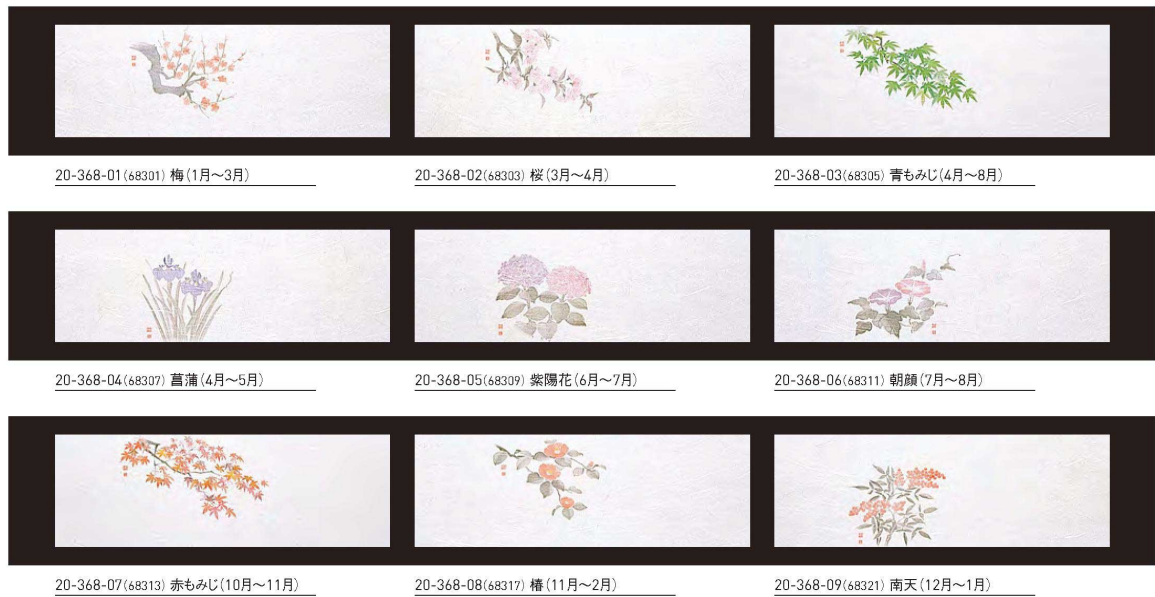 20-368-01(68301) 梅(1月〜3月)
20-368-02(68303) 桜(3月〜4月)
20-368-03(68305) 青もみじ(4月〜8月)
20-368-04(68307) 菖蒲(4月〜5月)
20-368-05(68309) 紫陽花(6月〜7月)
20-368-06(68311) 朝顔(7月〜8月)
20-368-07(68313) 赤もみじ(10月〜11月)
20-368-08(68317) 椿(11月〜2月)
20-368-09(68321) 南天(12月〜1月)